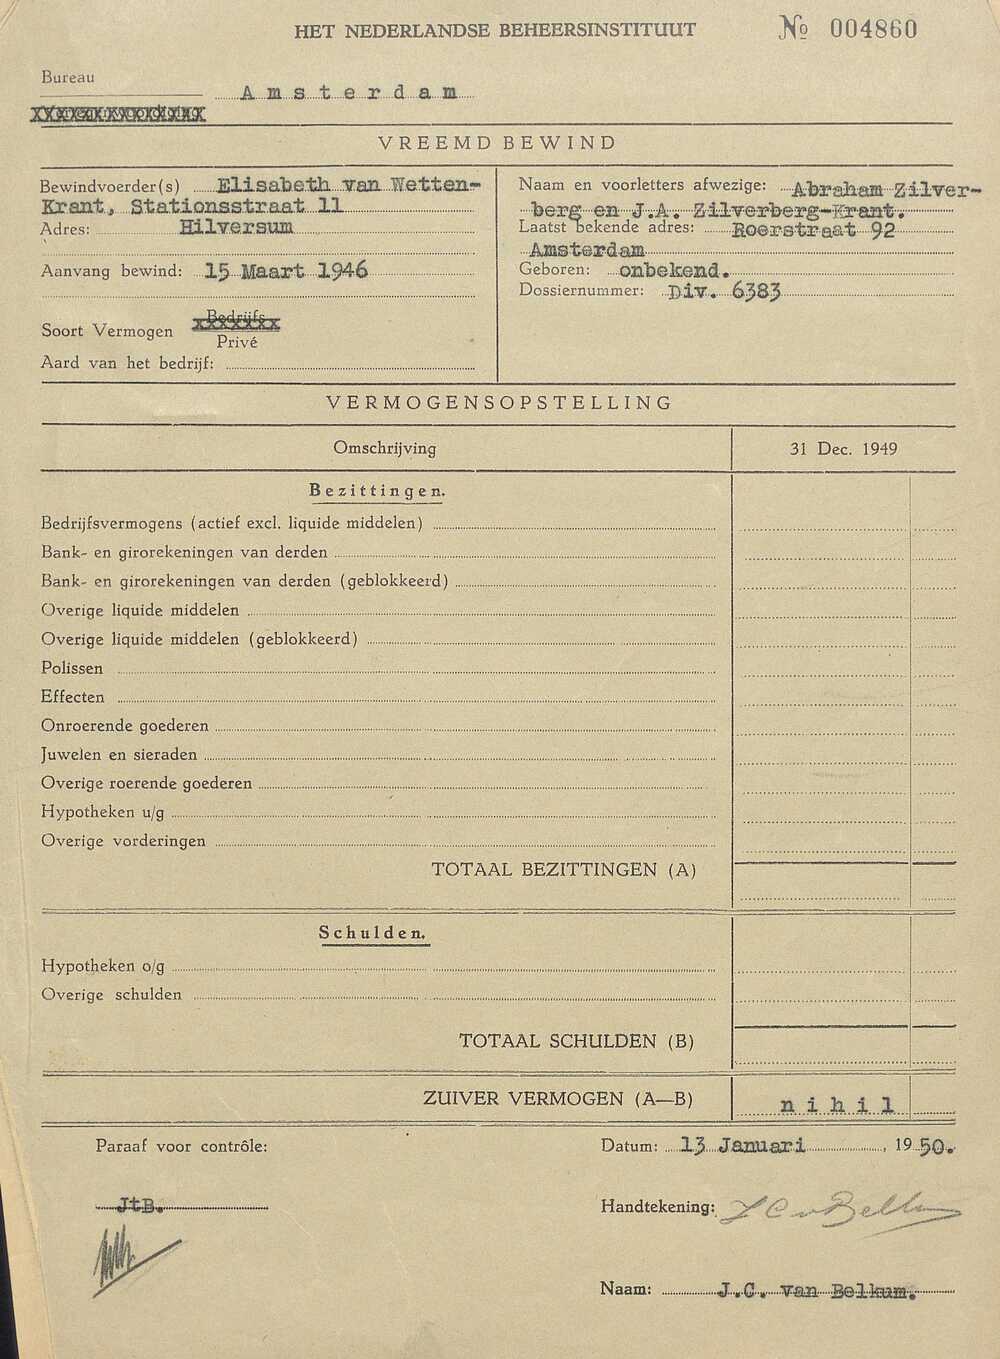 HET NEDERLANDSE BEHEERSINSTITUUT
№ 004860
Bureau
Amsterdam
XXXXXXXXXXXXXX
VREEMD BEWIND
Bewindvoerder(s) Elisabeth van Wetten-
Krant, Stationsstraat 11
Adres: Hilversum
Aanvang bewind: 15 Maart 1946
Soort Vermogen Bedrijfs
XXXXXXX
Privé
Aard van het bedrijf:
Naam en voorletters afwezige: Abraham Zilver-
berg en J.A. Zilverberg-Krant.
Laatst bekende adres: Roerstraat 92
Amsterdam
Geboren: onbekend.
Dossiernummer: Div. 6383
VERMOGENSOPSTELLING
Omschrijving 31 Dec. 1949
Bezittingen.
Bedrijfsvermogens (actief excl. liquide middelen)
Bank- en girorekeningen van derden
Bank- en girorekeningen van derden (geblokkeerd)
Overige liquide middelen
Overige liquide middelen (geblokkeerd)
Polissen
Effecten
Onroerende goederen
Juwelen en sieraden
Overige roerende goederen
Hypotheken u/g
Overige vorderingen
TOTAAL BEZITTINGEN (A)
Schulden.
Hypotheken o/g
Overige schulden
TOTAAL SCHULDEN (B)
ZUIVER VERMOGEN (A—B) nihil
Paraaf voor contrôle:
JtB.
Datum: 13 Januari, 1950.
Handtekening: J C v Belkum
Naam: J.C. van Belkum.